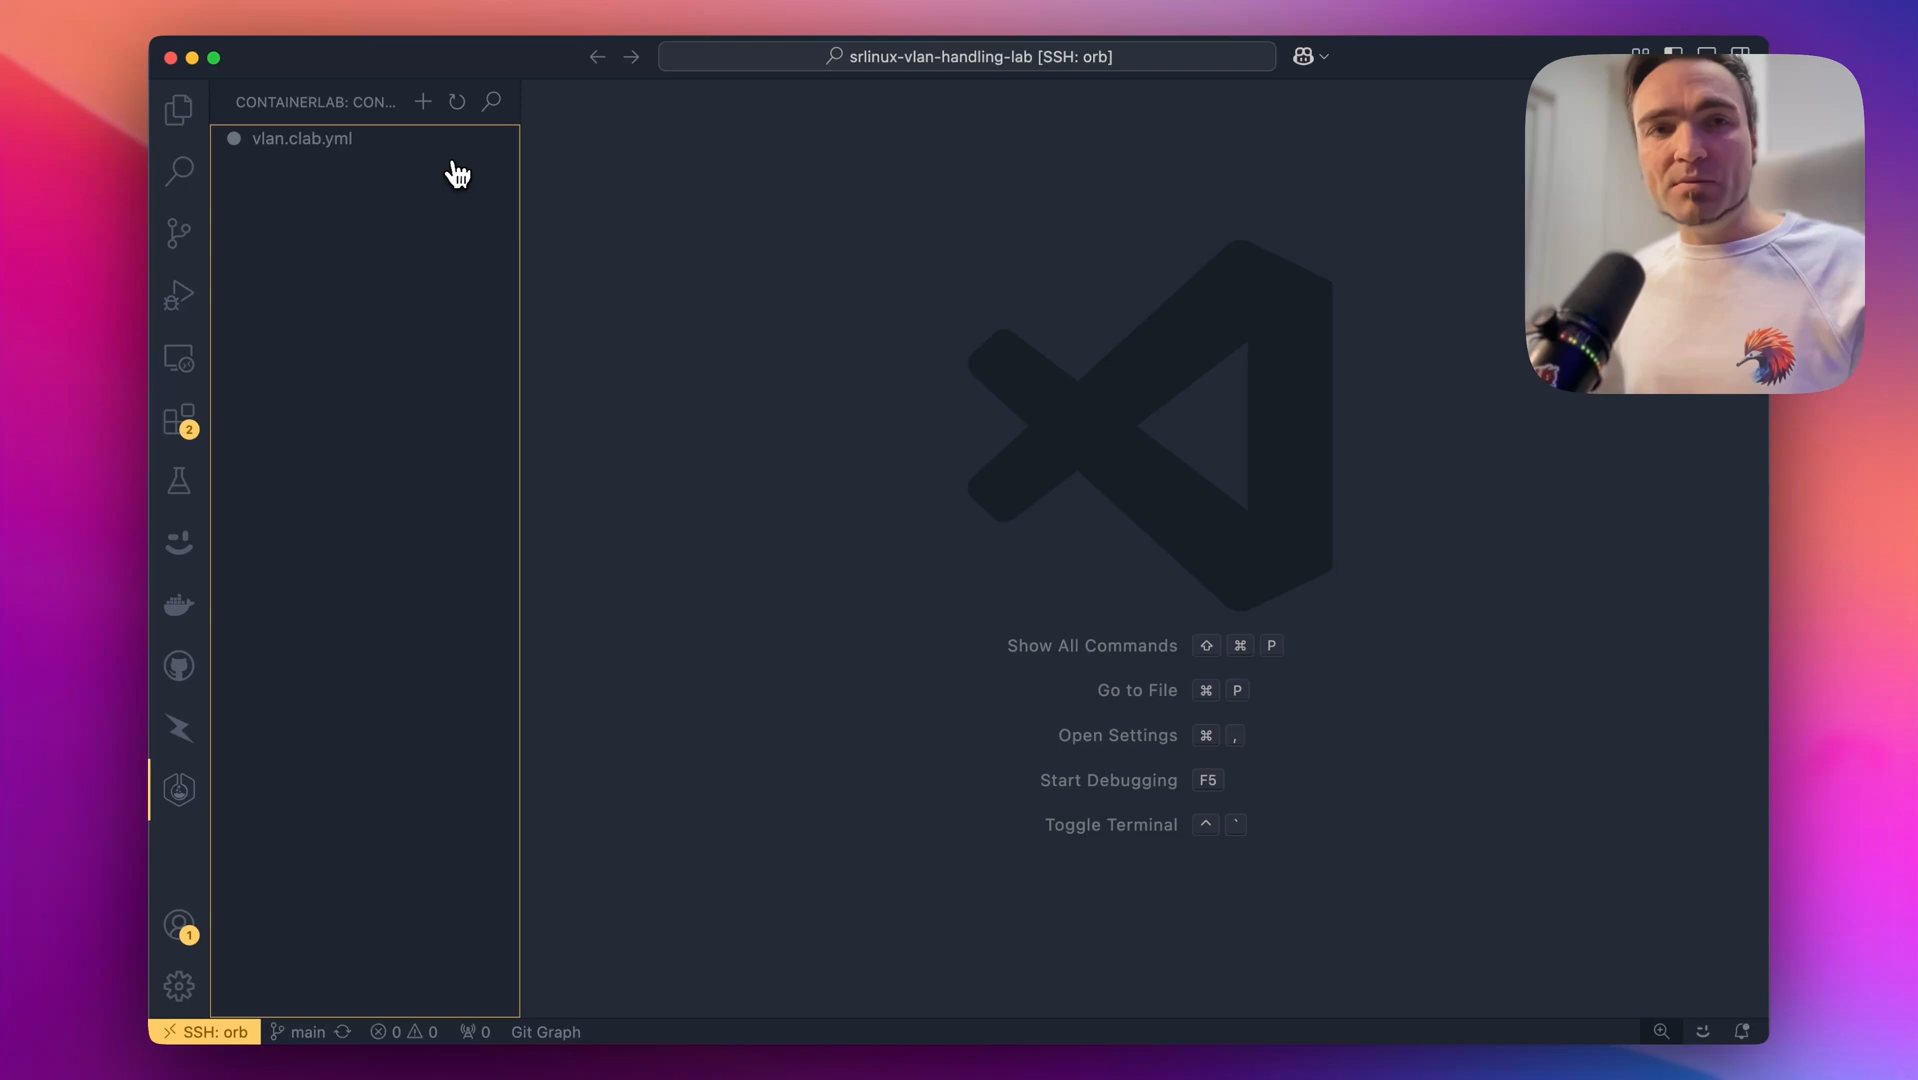 srlinux-vlan-handling-lab [SSH: orb]
CONTAINERLAB: CON...
vlan.clab.yml
2
Show All Commands ⇧ ⌘ P
Go to File ⌘ P
Open Settings ⌘ ,
Start Debugging F5
Toggle Terminal ^ `
1
SSH: orb main 0 0 0 Git Graph